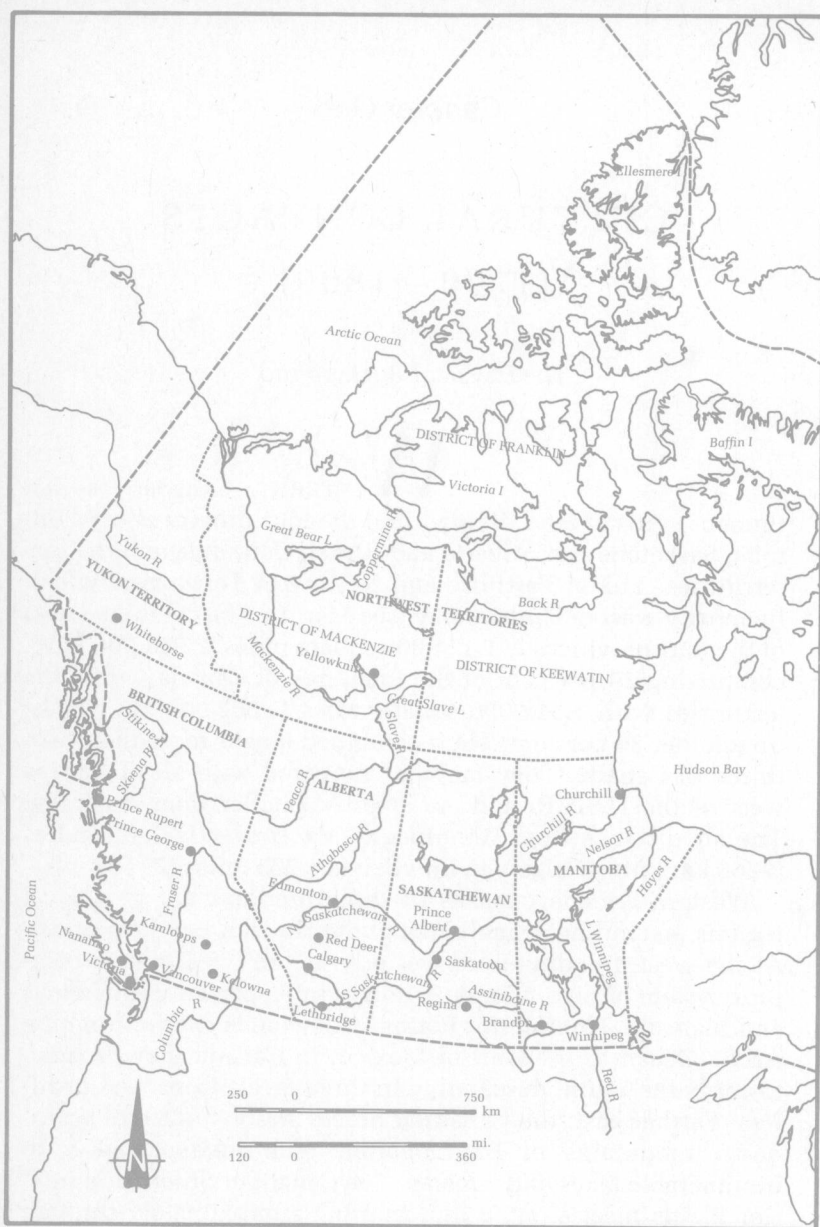 Ellesmere I
Arctic Ocean
DISTRICT OF FRANKLIN
Baffin I
Victoria I
Great Bear L
Coppermine R
Yukon R
YUKON TERRITORY
NORTHWEST TERRITORIES
Back R
Whitehorse
DISTRICT OF MACKENZIE
Yellowknife
DISTRICT OF KEEWATIN
Mackenzie R
Great Slave L
Slave R
BRITISH COLUMBIA
Stikine R
Skeena R
Hudson Bay
Peace R
ALBERTA
Churchill
Prince Rupert
Prince George
Churchill R
Nelson R
Athabasca R
MANITOBA
Hayes R
Fraser R
Edmonton
SASKATCHEWAN
N Saskatchewan R
Prince
Albert
Pacific Ocean
Kamloops
Red Deer
L Winnipeg
Nanaimo
Calgary
Saskatoon
Victoria
Vancouver
Kelowna
S Saskatchewan R
Assiniboine R
Columbia R
Lethbridge
Regina
Brandon
Winnipeg
Red R
250 750
km
mi.
120 0 360
N